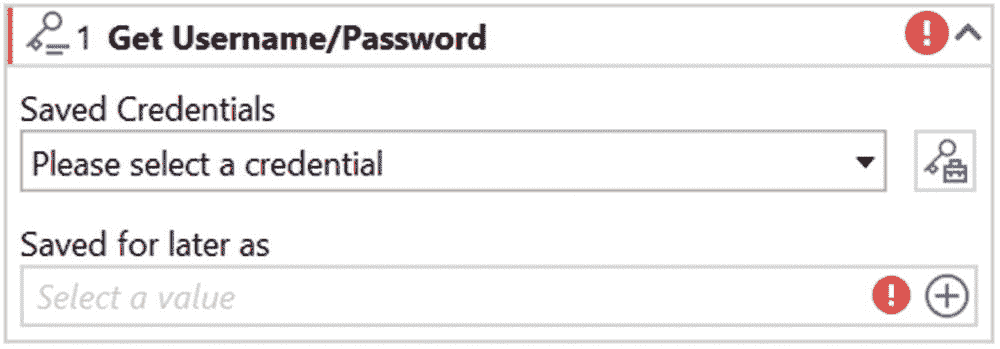 1 Get Username/Password
Saved Credentials
Please select a credential
Saved for later as
Select a value